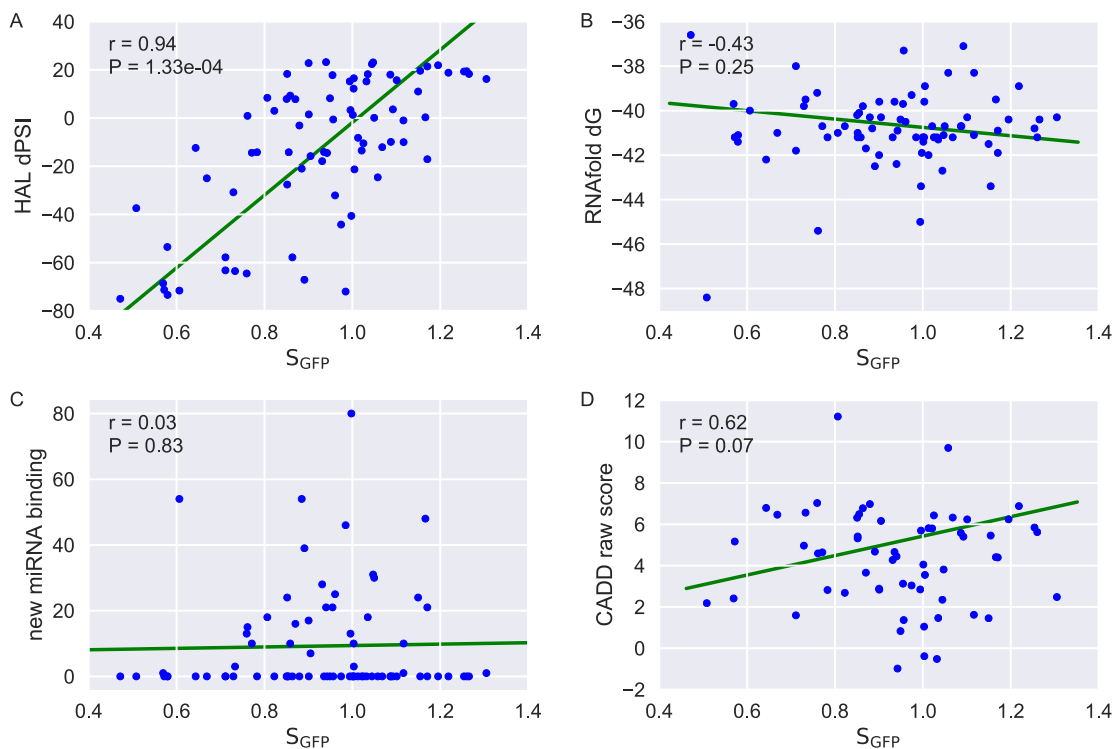 A
r = 0.94
P = 1.33e-04
HAL dPSI
40
20
0
−20
−40
−60
−80
0.4 0.6 0.8 1.0 1.2 1.4
S_GFP
B
r = -0.43
P = 0.25
RNAfold dG
−36
−38
−40
−42
−44
−46
−48
0.4 0.6 0.8 1.0 1.2 1.4
S_GFP
C
r = 0.03
P = 0.83
new miRNA binding
80
60
40
20
0
0.4 0.6 0.8 1.0 1.2 1.4
S_GFP
D
r = 0.62
P = 0.07
CADD raw score
12
10
8
6
4
2
0
−2
0.4 0.6 0.8 1.0 1.2 1.4
S_GFP